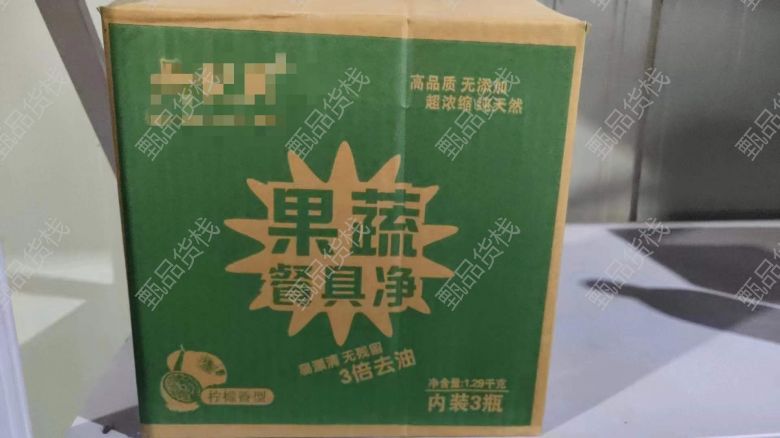 高品质 无添加
超浓缩 纯天然
果蔬
餐具净
易漂清 无残留
3倍去油
柠檬香型
净含量:1.29千克
内装3瓶
甄品货栈